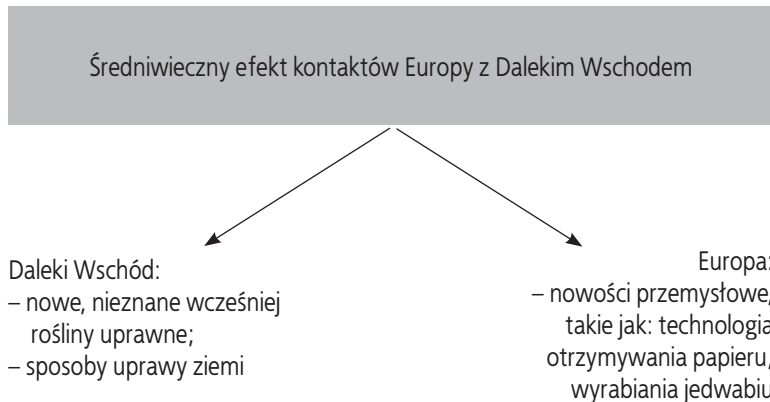 Średniwieczny efekt kontaktów Europy z Dalekim Wschodem
Daleki Wschód:
– nowe, nieznane wcześniej
rośliny uprawne;
– sposoby uprawy ziemi
Europa:
– nowości przemysłowe,
takie jak: technologia
otrzymywania papieru,
wyrabiania jedwabiu